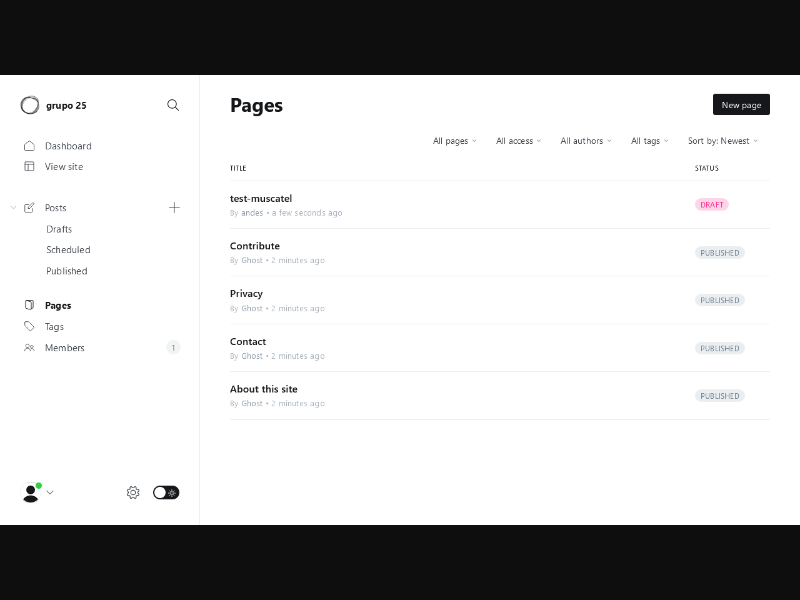 grupo 25
Dashboard
View site
Posts
Drafts
Scheduled
Published
Pages
Tags
Members
1
Pages
New page
All pages
All access
All authors
All tags
Sort by: Newest
TITLE
STATUS
test-muscatel
By andes • a few seconds ago
DRAFT
Contribute
By Ghost • 2 minutes ago
PUBLISHED
Privacy
By Ghost • 2 minutes ago
PUBLISHED
Contact
By Ghost • 2 minutes ago
PUBLISHED
About this site
By Ghost • 2 minutes ago
PUBLISHED